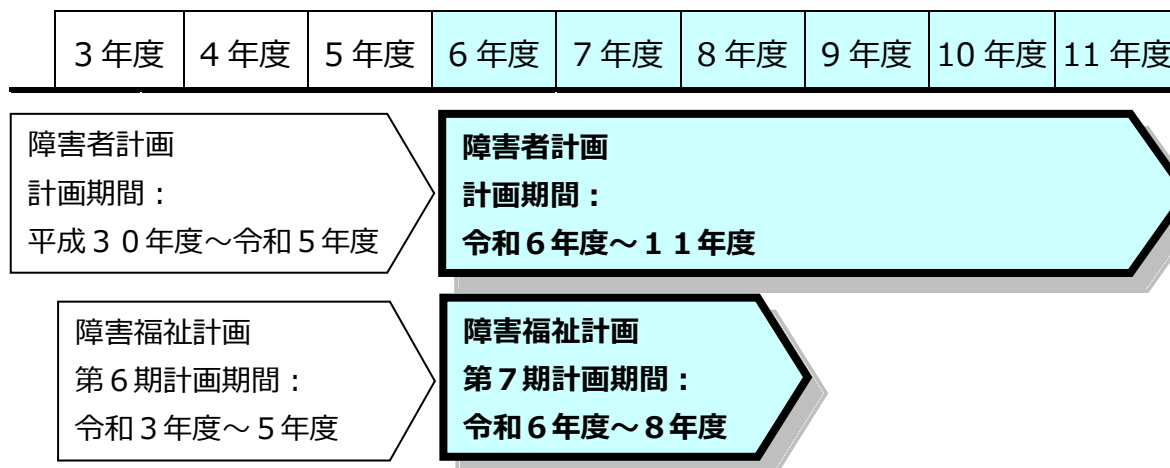 3年度 4年度 5年度 6年度 7年度 8年度 9年度 10年度 11年度
障害者計画
計画期間：
平成３０年度～令和５年度
障害者計画
計画期間：
令和６年度～１１年度
障害福祉計画
第６期計画期間：
令和３年度～５年度
障害福祉計画
第７期計画期間：
令和６年度～８年度